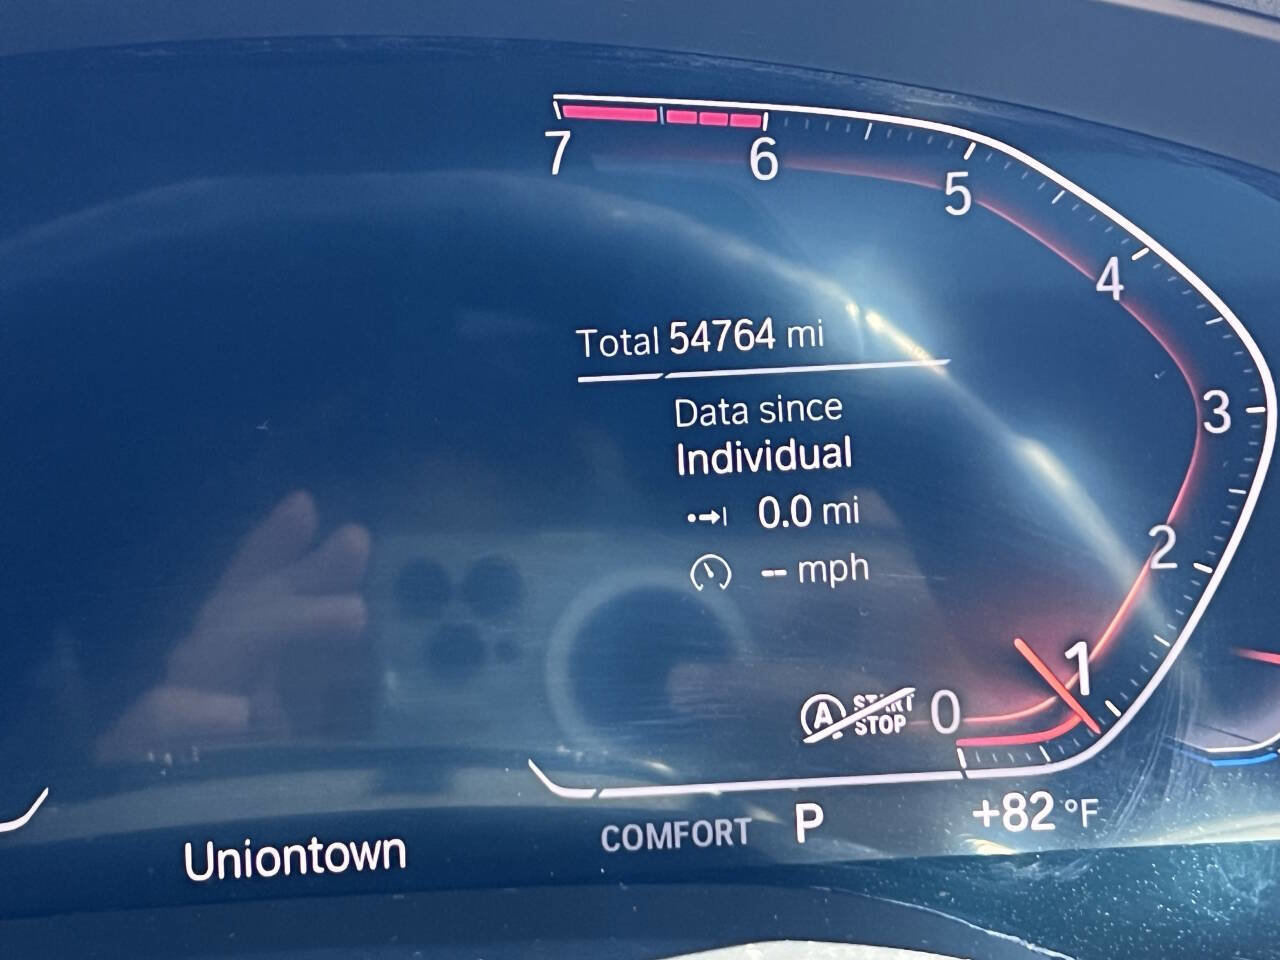 7
6
5
4
3
2
1
0
Total 54764 mi
Data since
Individual
0.0 mi
-- mph
A START
STOP
COMFORT P +82 °F
Uniontown